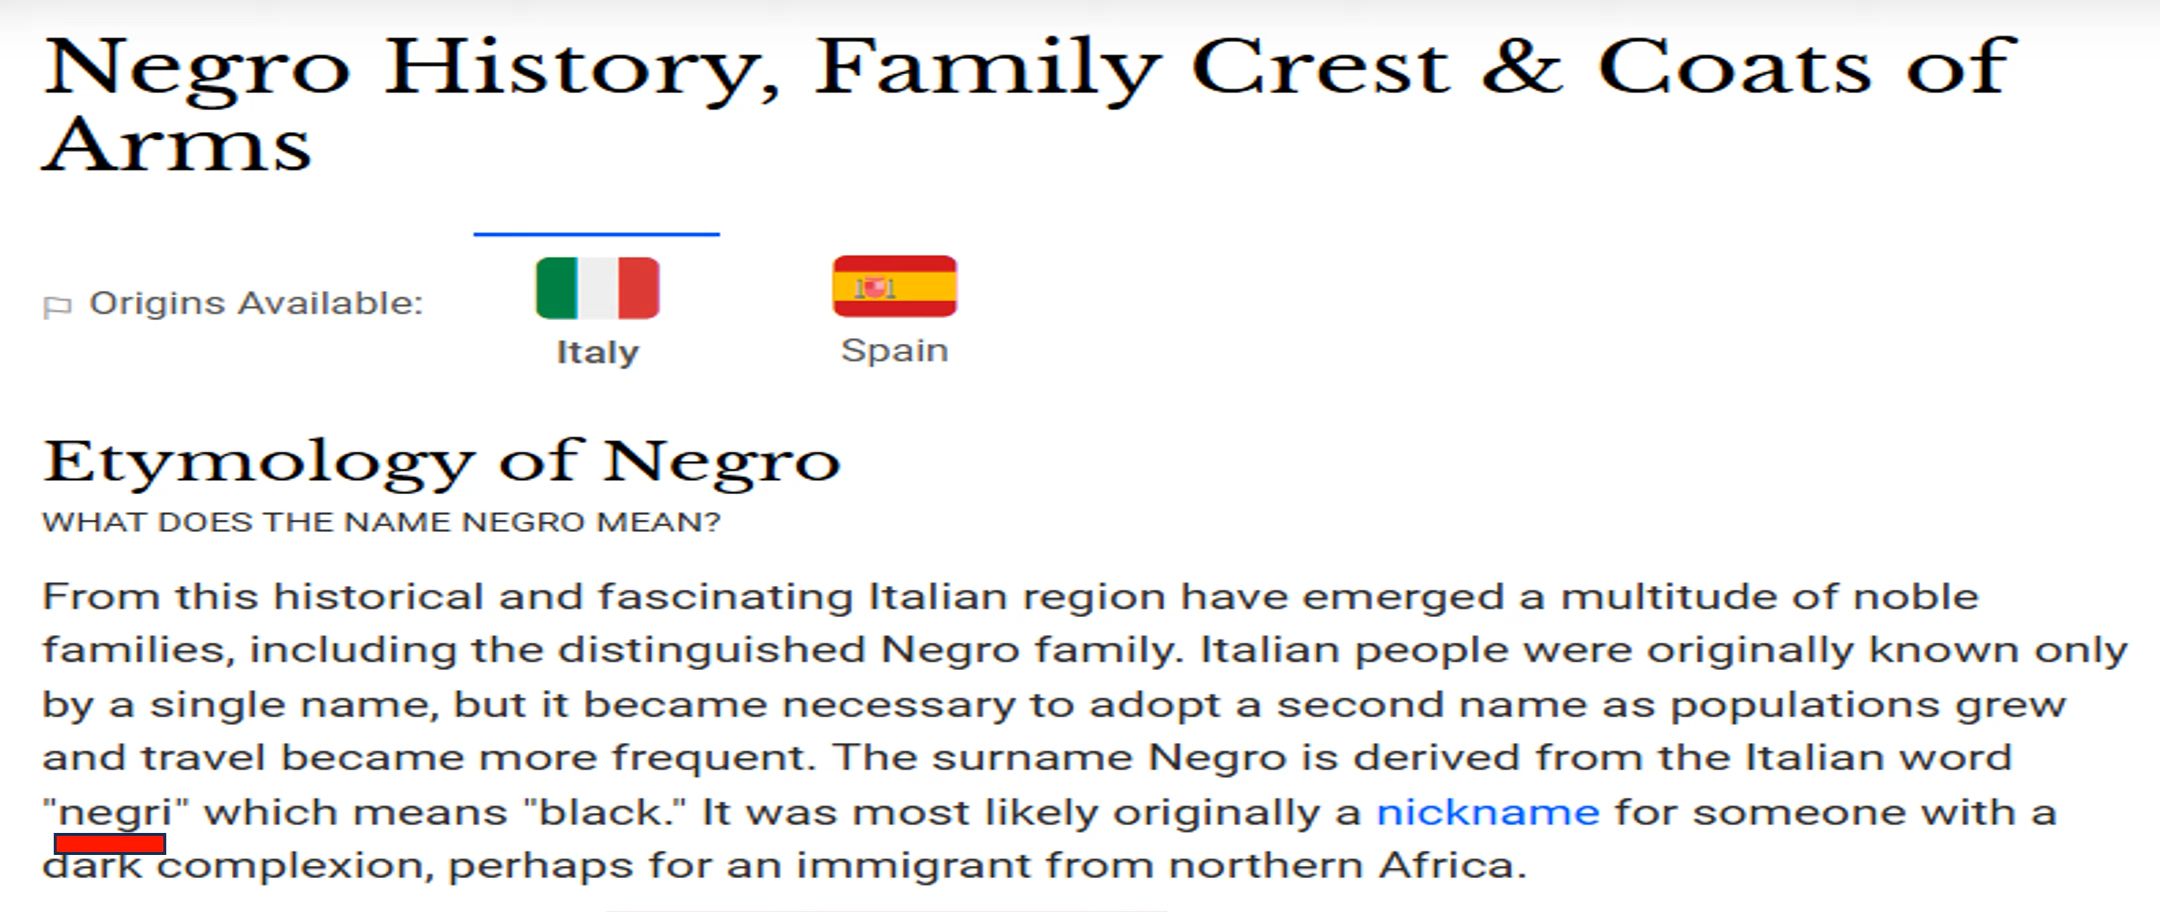 Negro History, Family Crest & Coats of
Arms
Origins Available:
Italy
Spain
Etymology of Negro
WHAT DOES THE NAME NEGRO MEAN?
From this historical and fascinating Italian region have emerged a multitude of noble
families, including the distinguished Negro family. Italian people were originally known only
by a single name, but it became necessary to adopt a second name as populations grew
and travel became more frequent. The surname Negro is derived from the Italian word
"negri" which means "black." It was most likely originally a nickname for someone with a
dark complexion, perhaps for an immigrant from northern Africa.